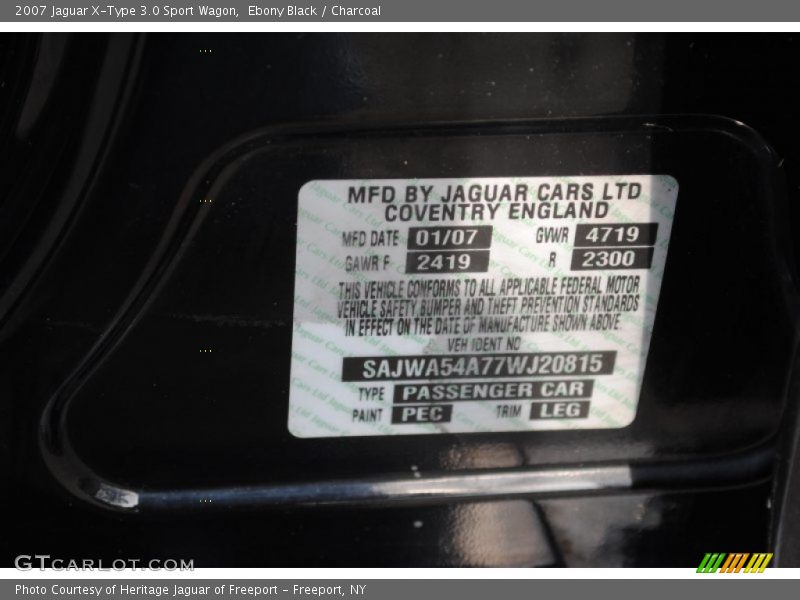 2007 Jaguar X-Type 3.0 Sport Wagon, Ebony Black / Charcoal
MFD BY JAGUAR CARS LTD
COVENTRY ENGLAND
MFD DATE 01/07 GVWR 4719
GAWR F 2419 R 2300
THIS VEHICLE CONFORMS TO ALL APPLICABLE FEDERAL MOTOR
VEHICLE SAFETY BUMPER AND THEFT PREVENTION STANDARDS
IN EFFECT ON THE DATE OF MANUFACTURE SHOWN ABOVE.
VEH IDENT NO
SAJWA54A77WJ20815
TYPE PASSENGER CAR
PAINT PEC TRIM LEG
GTCARLOT.COM
Photo Courtesy of Heritage Jaguar of Freeport - Freeport, NY